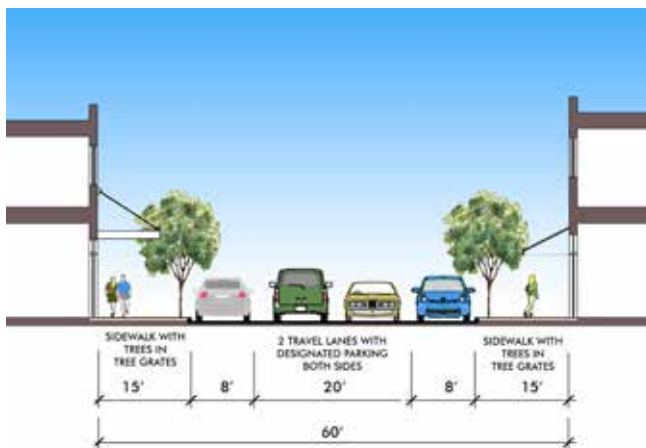 SIDEWALK WITH
TREES IN
TREE GRATES
2 TRAVEL LANES WITH
DESIGNATED PARKING
BOTH SIDES
SIDEWALK WITH
TREES IN
TREE GRATES
15'
8'
20'
8'
15'
60'